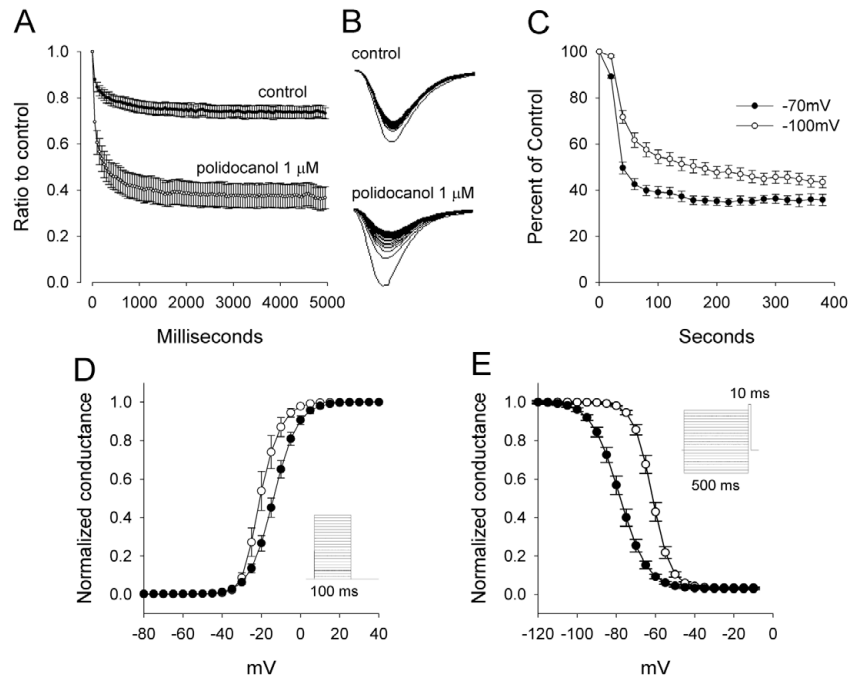 A
B
C
1.0
0.8
0.6
0.4
0.2
0.0
Ratio to control
control
polidocanol 1 μM
0 1000 2000 3000 4000 5000
Milliseconds
control
polidocanol 1 μM
100
80
60
40
20
0
Percent of Control
-70mV
-100mV
0 100 200 300 400
Seconds
D
E
1.0
0.8
0.6
0.4
0.2
0.0
Normalized conductance
100 ms
-80 -60 -40 -20 0 20 40
mV
1.0
0.8
0.6
0.4
0.2
0.0
Normalized conductance
10 ms
500 ms
-120 -100 -80 -60 -40 -20 0
mV